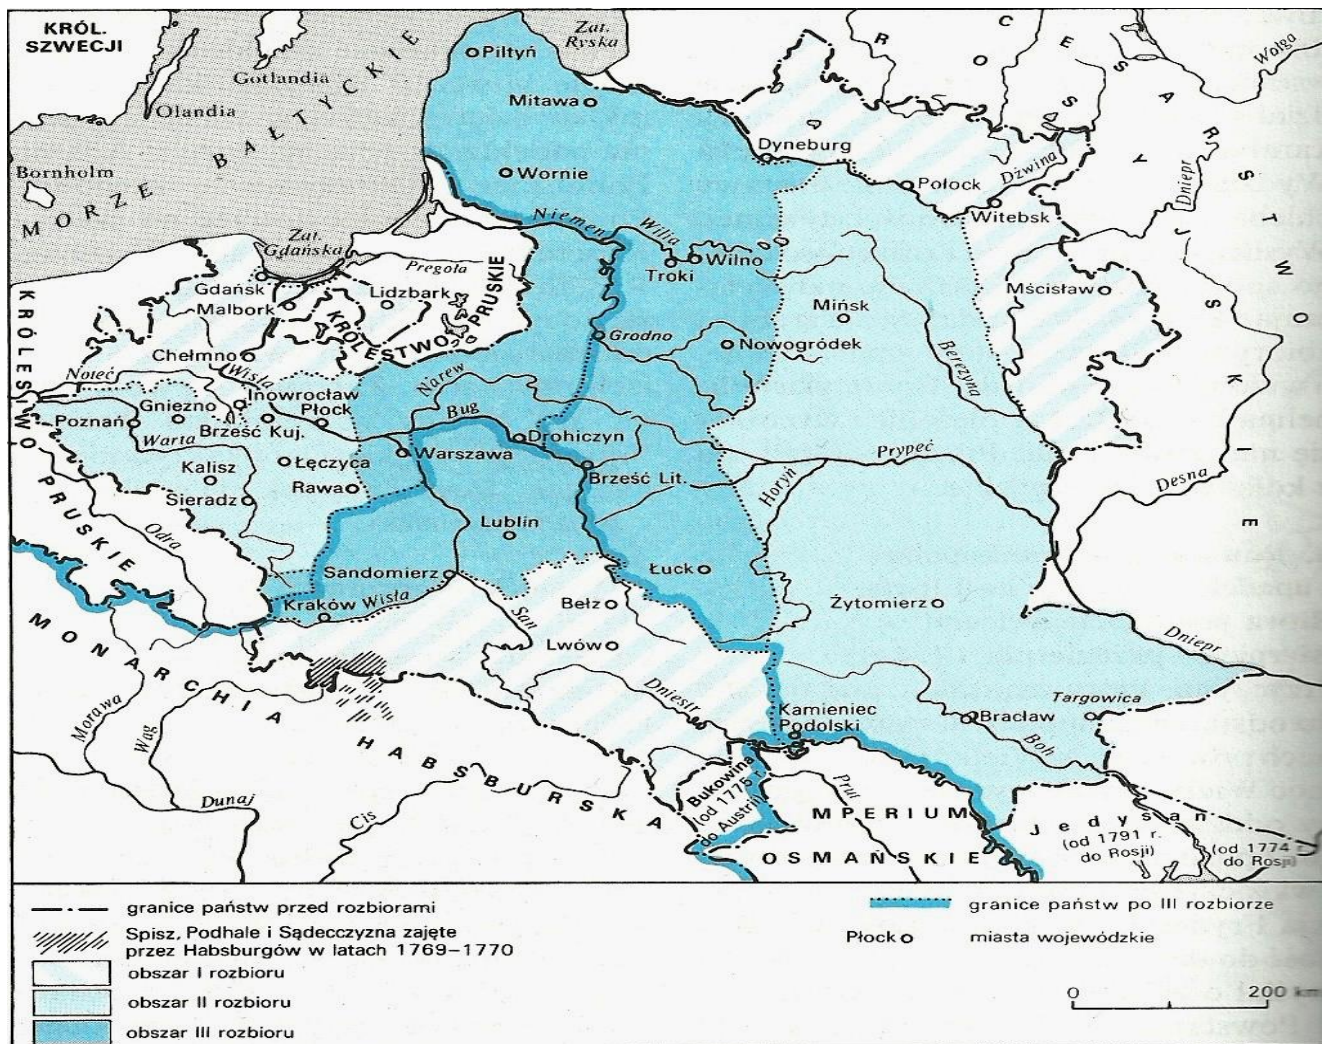 KRÓL.
SZWECJI
MORZE BAŁTYCKIE
Gotlandia
Olandia
Bornholm
Zat.
Ryska
Zat.
Gdańska
CESARSTWO
ROSYJSKIE
Wołga
Dniepr
Piltyń
Mitawa
Dyneburg
Dźwina
Połock
Witebsk
Wornie
Niemen
Wilia
Troki
Wilno
Mścisław
Mińsk
Berezyna
Grodno
Nowogródek
Pregoła
Gdańsk
Malbork
Lidzbark
KRÓLESTWO PRUSKIE
Chełmno
Wisła
Noteć
KRÓLESWO PRUSKIE
Inowrocław
Gniezno
Płock
Poznań
Brześć Kuj.
Warta
Narew
Bug
Drohiczyn
Warszawa
Brześć Lit.
Prypeć
Horyń
Desna
Kalisz
Łęczyca
Sieradz
Rawa
Odra
Lublin
Sandomierz
Łuck
Kraków
Wisła
San
Bełz
Lwów
Żytomierz
Dniepr
Dniestr
Kamieniec
Podolski
Bracław
Targowica
Boh
MONARCHIA HABSBURSKA
Morawa
Wag
Dunaj
Cis
Bukowina
(od 1775 r.
do Austrii)
Prut
MPERIUM
OSMAŃSKIE
Jedysan
(od 1791 r.
do Rosji)
(od 1774 r.
do Rosji)
granice państw przed rozbiorami
Spisz, Podhale i Sądecczyzna zajęte
przez Habsburgów w latach 1769–1770
obszar I rozbioru
obszar II rozbioru
obszar III rozbioru
granice państw po III rozbiorze
Płock miasta wojewódzkie
0 200 km